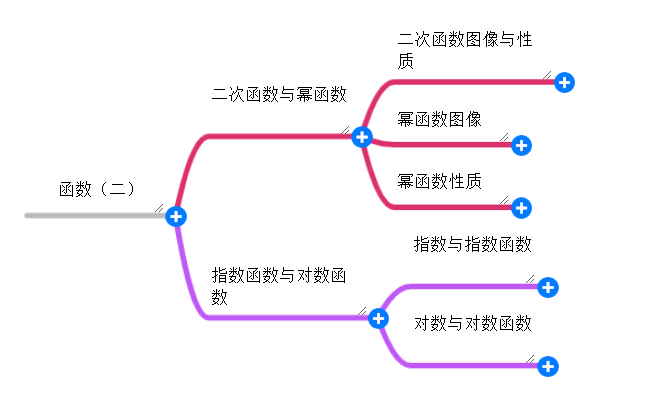 函数（二）
二次函数与幂函数
二次函数图像与性
质
幂函数图像
幂函数性质
指数函数与对数函
数
指数与指数函数
对数与对数函数